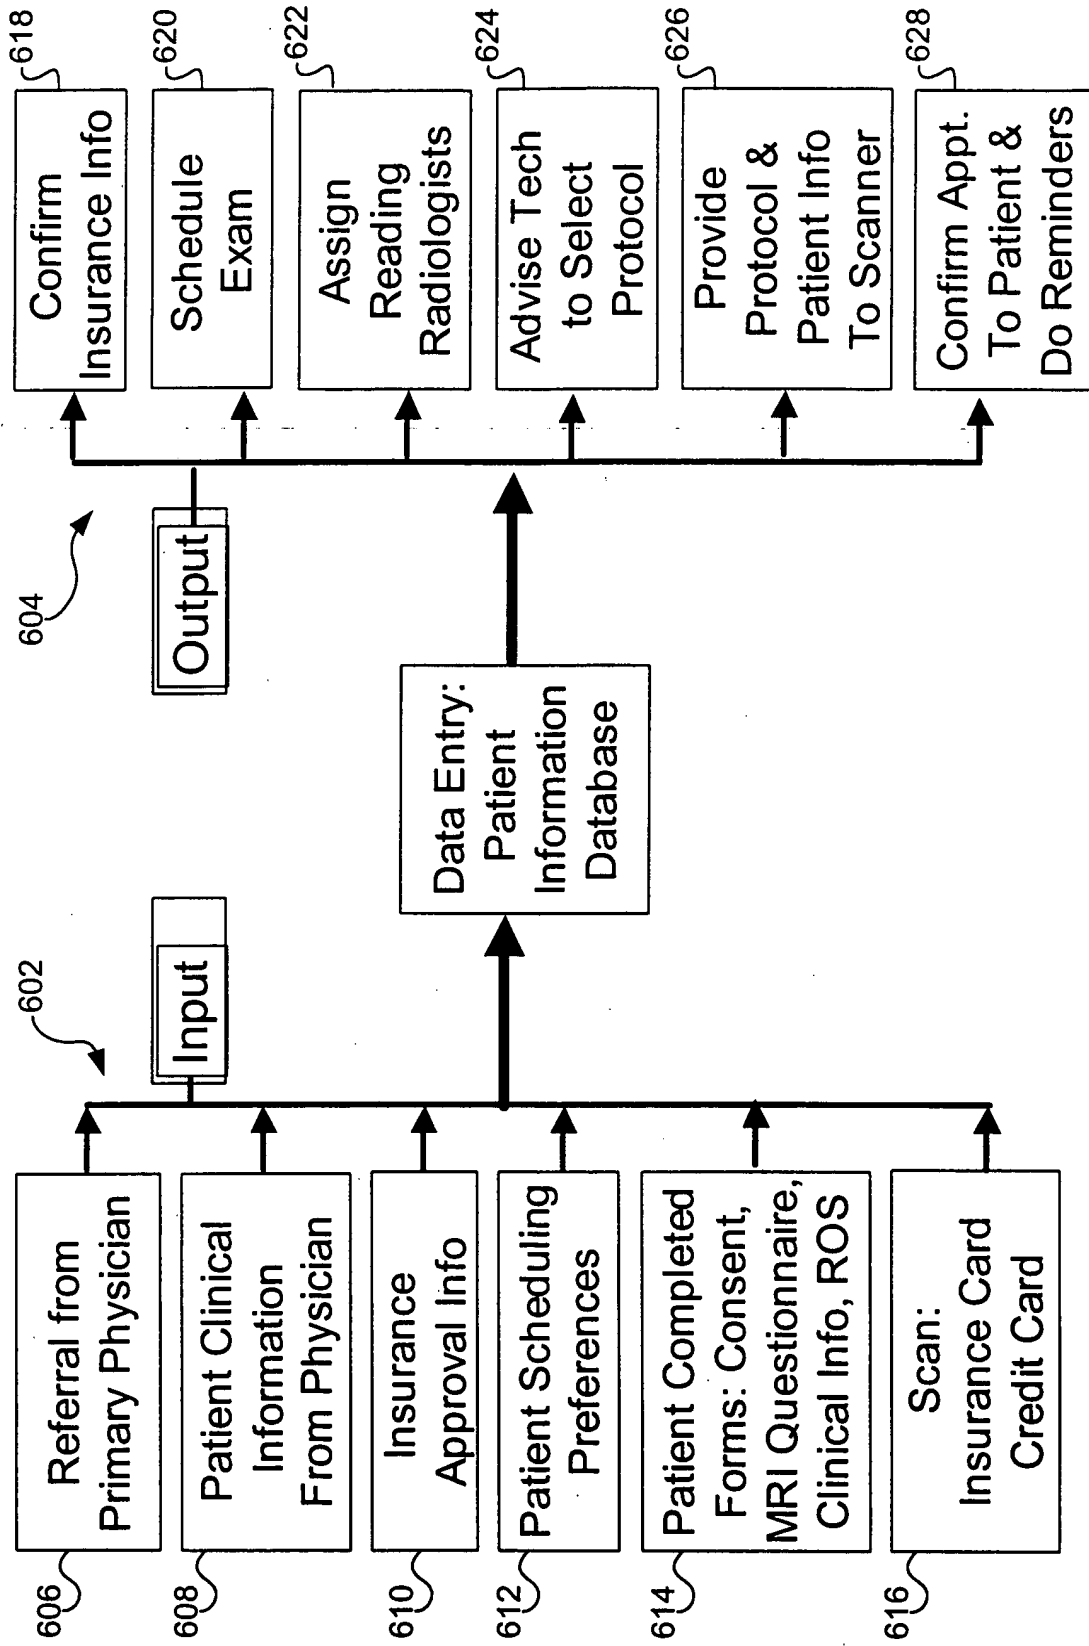 602
Input
606
Referral from
Primary Physician
608
Patient Clinical
Information
From Physician
610
Insurance
Approval Info
612
Patient Scheduling
Preferences
614
Patient Completed
Forms: Consent,
MRI Questionnaire,
Clinical Info, ROS
616
Scan:
Insurance Card
Credit Card
Data Entry:
Patient
Information
Database
604
Output
618
Confirm
Insurance Info
620
Schedule
Exam
622
Assign
Reading
Radiologists
624
Advise Tech
to Select
Protocol
626
Provide
Protocol &
Patient Info
To Scanner
628
Confirm Appt.
To Patient &
Do Reminders